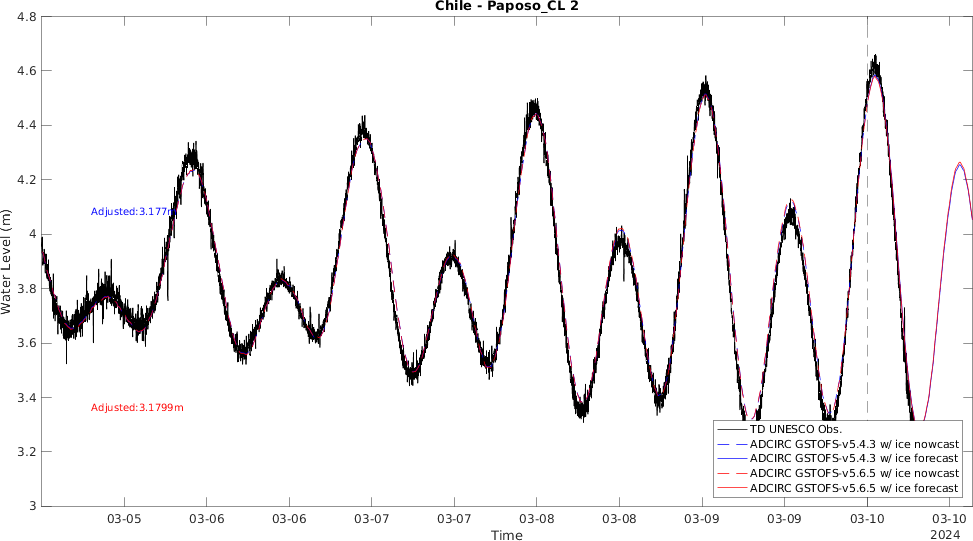 Chile - Paposo_CL 2
4.8
4.6
4.4
4.2
4
3.8
3.6
3.4
3.2
3
Water Level (m)
Adjusted:3.177m
Adjusted:3.1799m
TD UNESCO Obs.
ADCIRC GSTOFS-v5.4.3 w/ ice nowcast
ADCIRC GSTOFS-v5.4.3 w/ ice forecast
ADCIRC GSTOFS-v5.6.5 w/ ice nowcast
ADCIRC GSTOFS-v5.6.5 w/ ice forecast
03-05 03-06 03-06 03-07 03-07 03-08 03-08 03-09 03-09 03-10 03-10
2024
Time